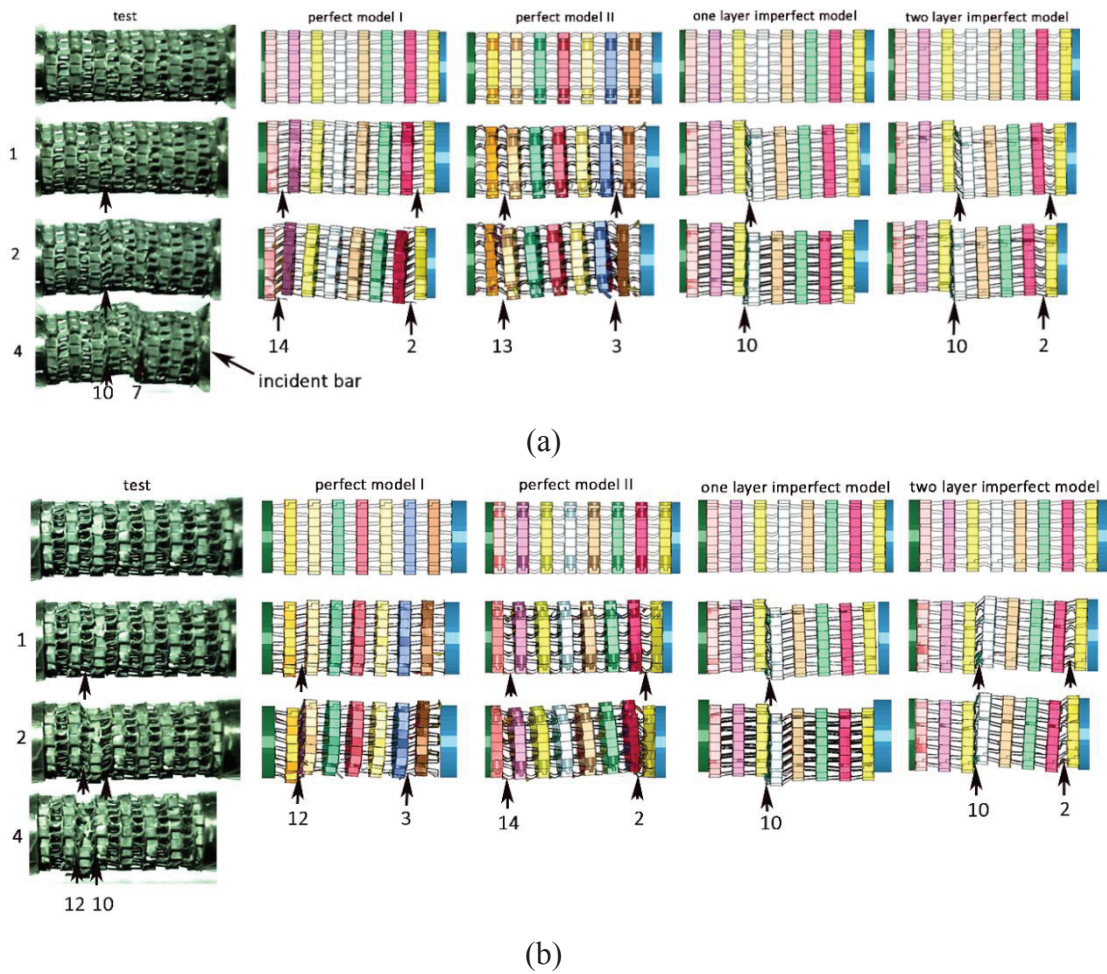 (a)
test
perfect model I
perfect model II
one layer imperfect model
two layer imperfect model
1
2
14
2
13
3
10
10
2
4
10
7
incident bar
(a)
(b)
test
perfect model I
perfect model II
one layer imperfect model
two layer imperfect model
1
2
12
3
14
2
10
10
2
4
12
10
(b)